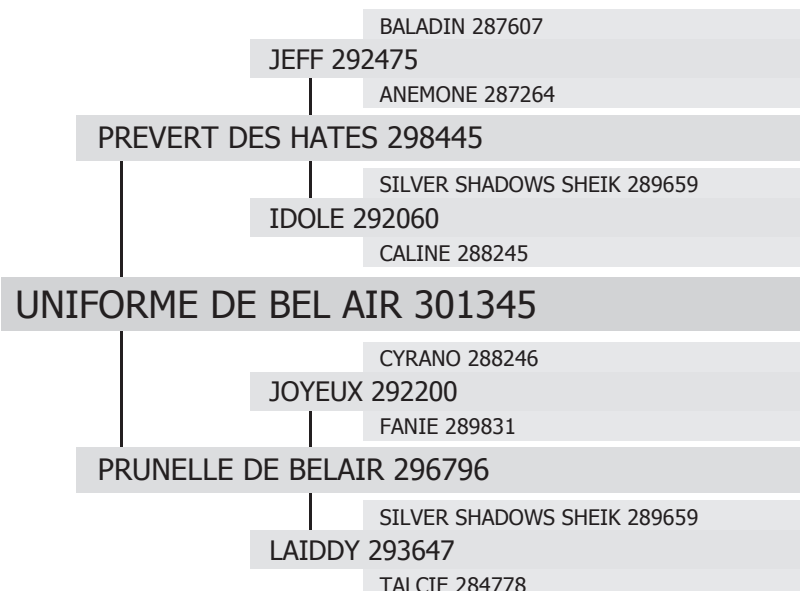 BALADIN 287607
JEFF 292475
ANEMONE 287264
PREVERT DES HATES 298445
SILVER SHADOWS SHEIK 289659
IDOLE 292060
CALINE 288245
UNIFORME DE BEL AIR 301345
CYRANO 288246
JOYEUX 292200
FANIE 289831
PRUNELLE DE BELAIR 296796
SILVER SHADOWS SHEIK 289659
LAIDDY 293647
TALCIE 284778